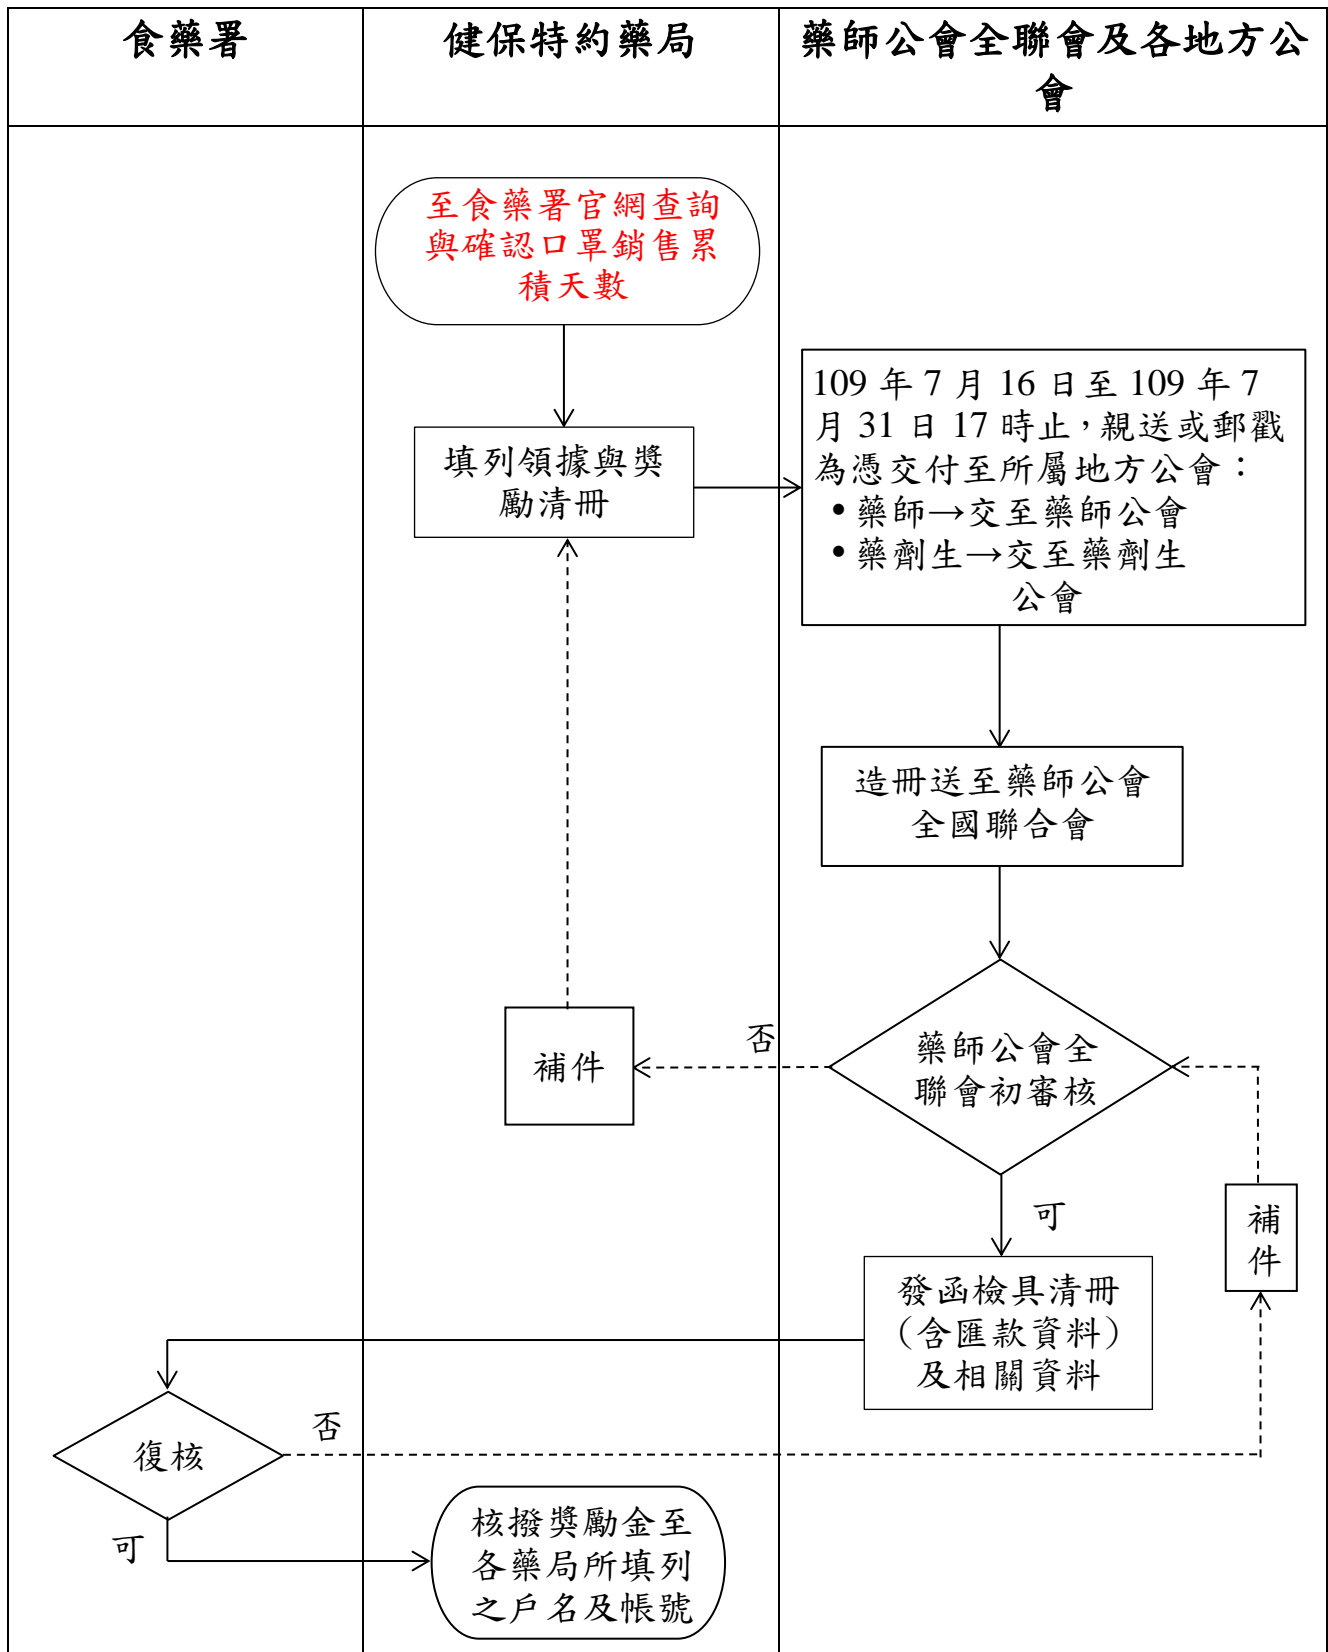 食藥署
健保特約藥局
藥師公會全聯會及各地方公
會
至食藥署官網查詢
與確認口罩銷售累
積天數
填列領據與獎
勵清冊
109 年 7 月 16 日至 109 年 7
月 31 日 17 時止，親送或郵戳
為憑交付至所屬地方公會：
•藥師→交至藥師公會
•藥劑生→交至藥劑生
公會
造冊送至藥師公會
全國聯合會
藥師公會全
聯會初審核
否
補件
可
補
件
發函檢具清冊
（含匯款資料）
及相關資料
復核
否
可
核撥獎勵金至
各藥局所填列
之戶名及帳號